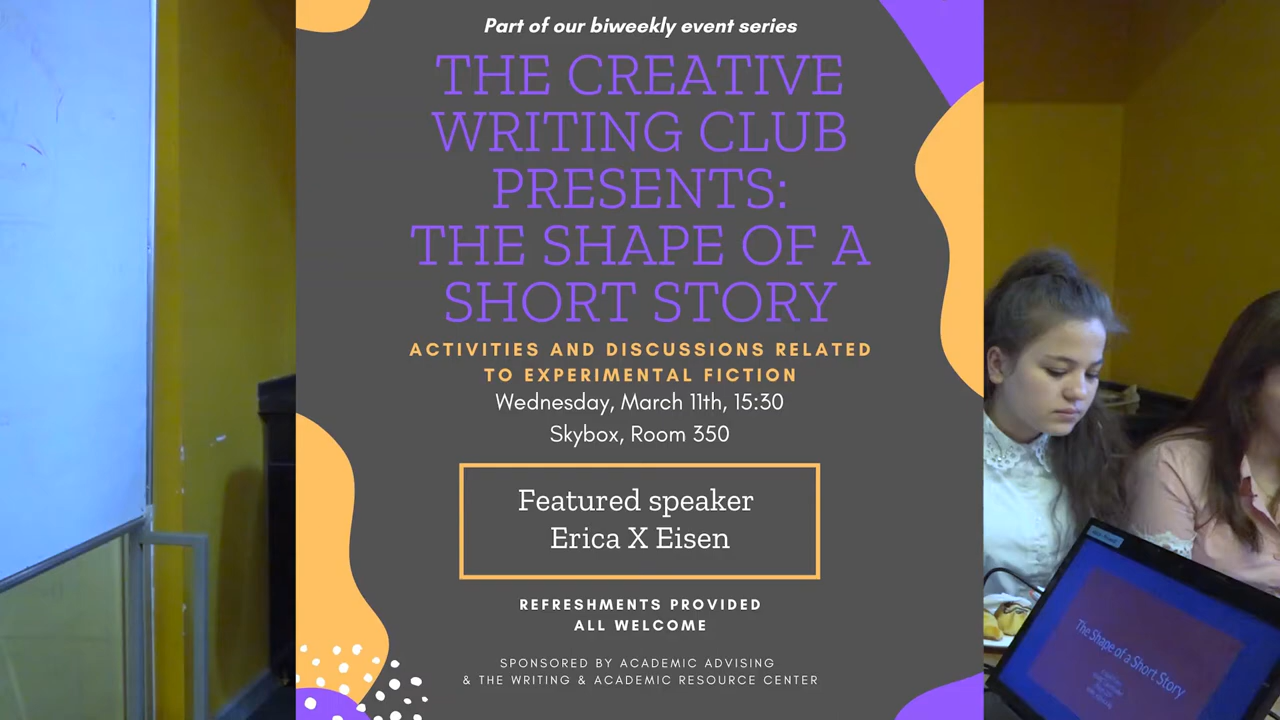 Part of our biweekly event series
THE CREATIVE
WRITING CLUB
PRESENTS:
THE SHAPE OF A
SHORT STORY
ACTIVITIES AND DISCUSSIONS RELATED
TO EXPERIMENTAL FICTION
Wednesday, March 11th, 15:30
Skybox, Room 350
Featured speaker
Erica X Eisen
REFRESHMENTS PROVIDED
ALL WELCOME
SPONSORED BY ACADEMIC ADVISING
& THE WRITING & ACADEMIC RESOURCE CENTER
The Shape of a Short Story